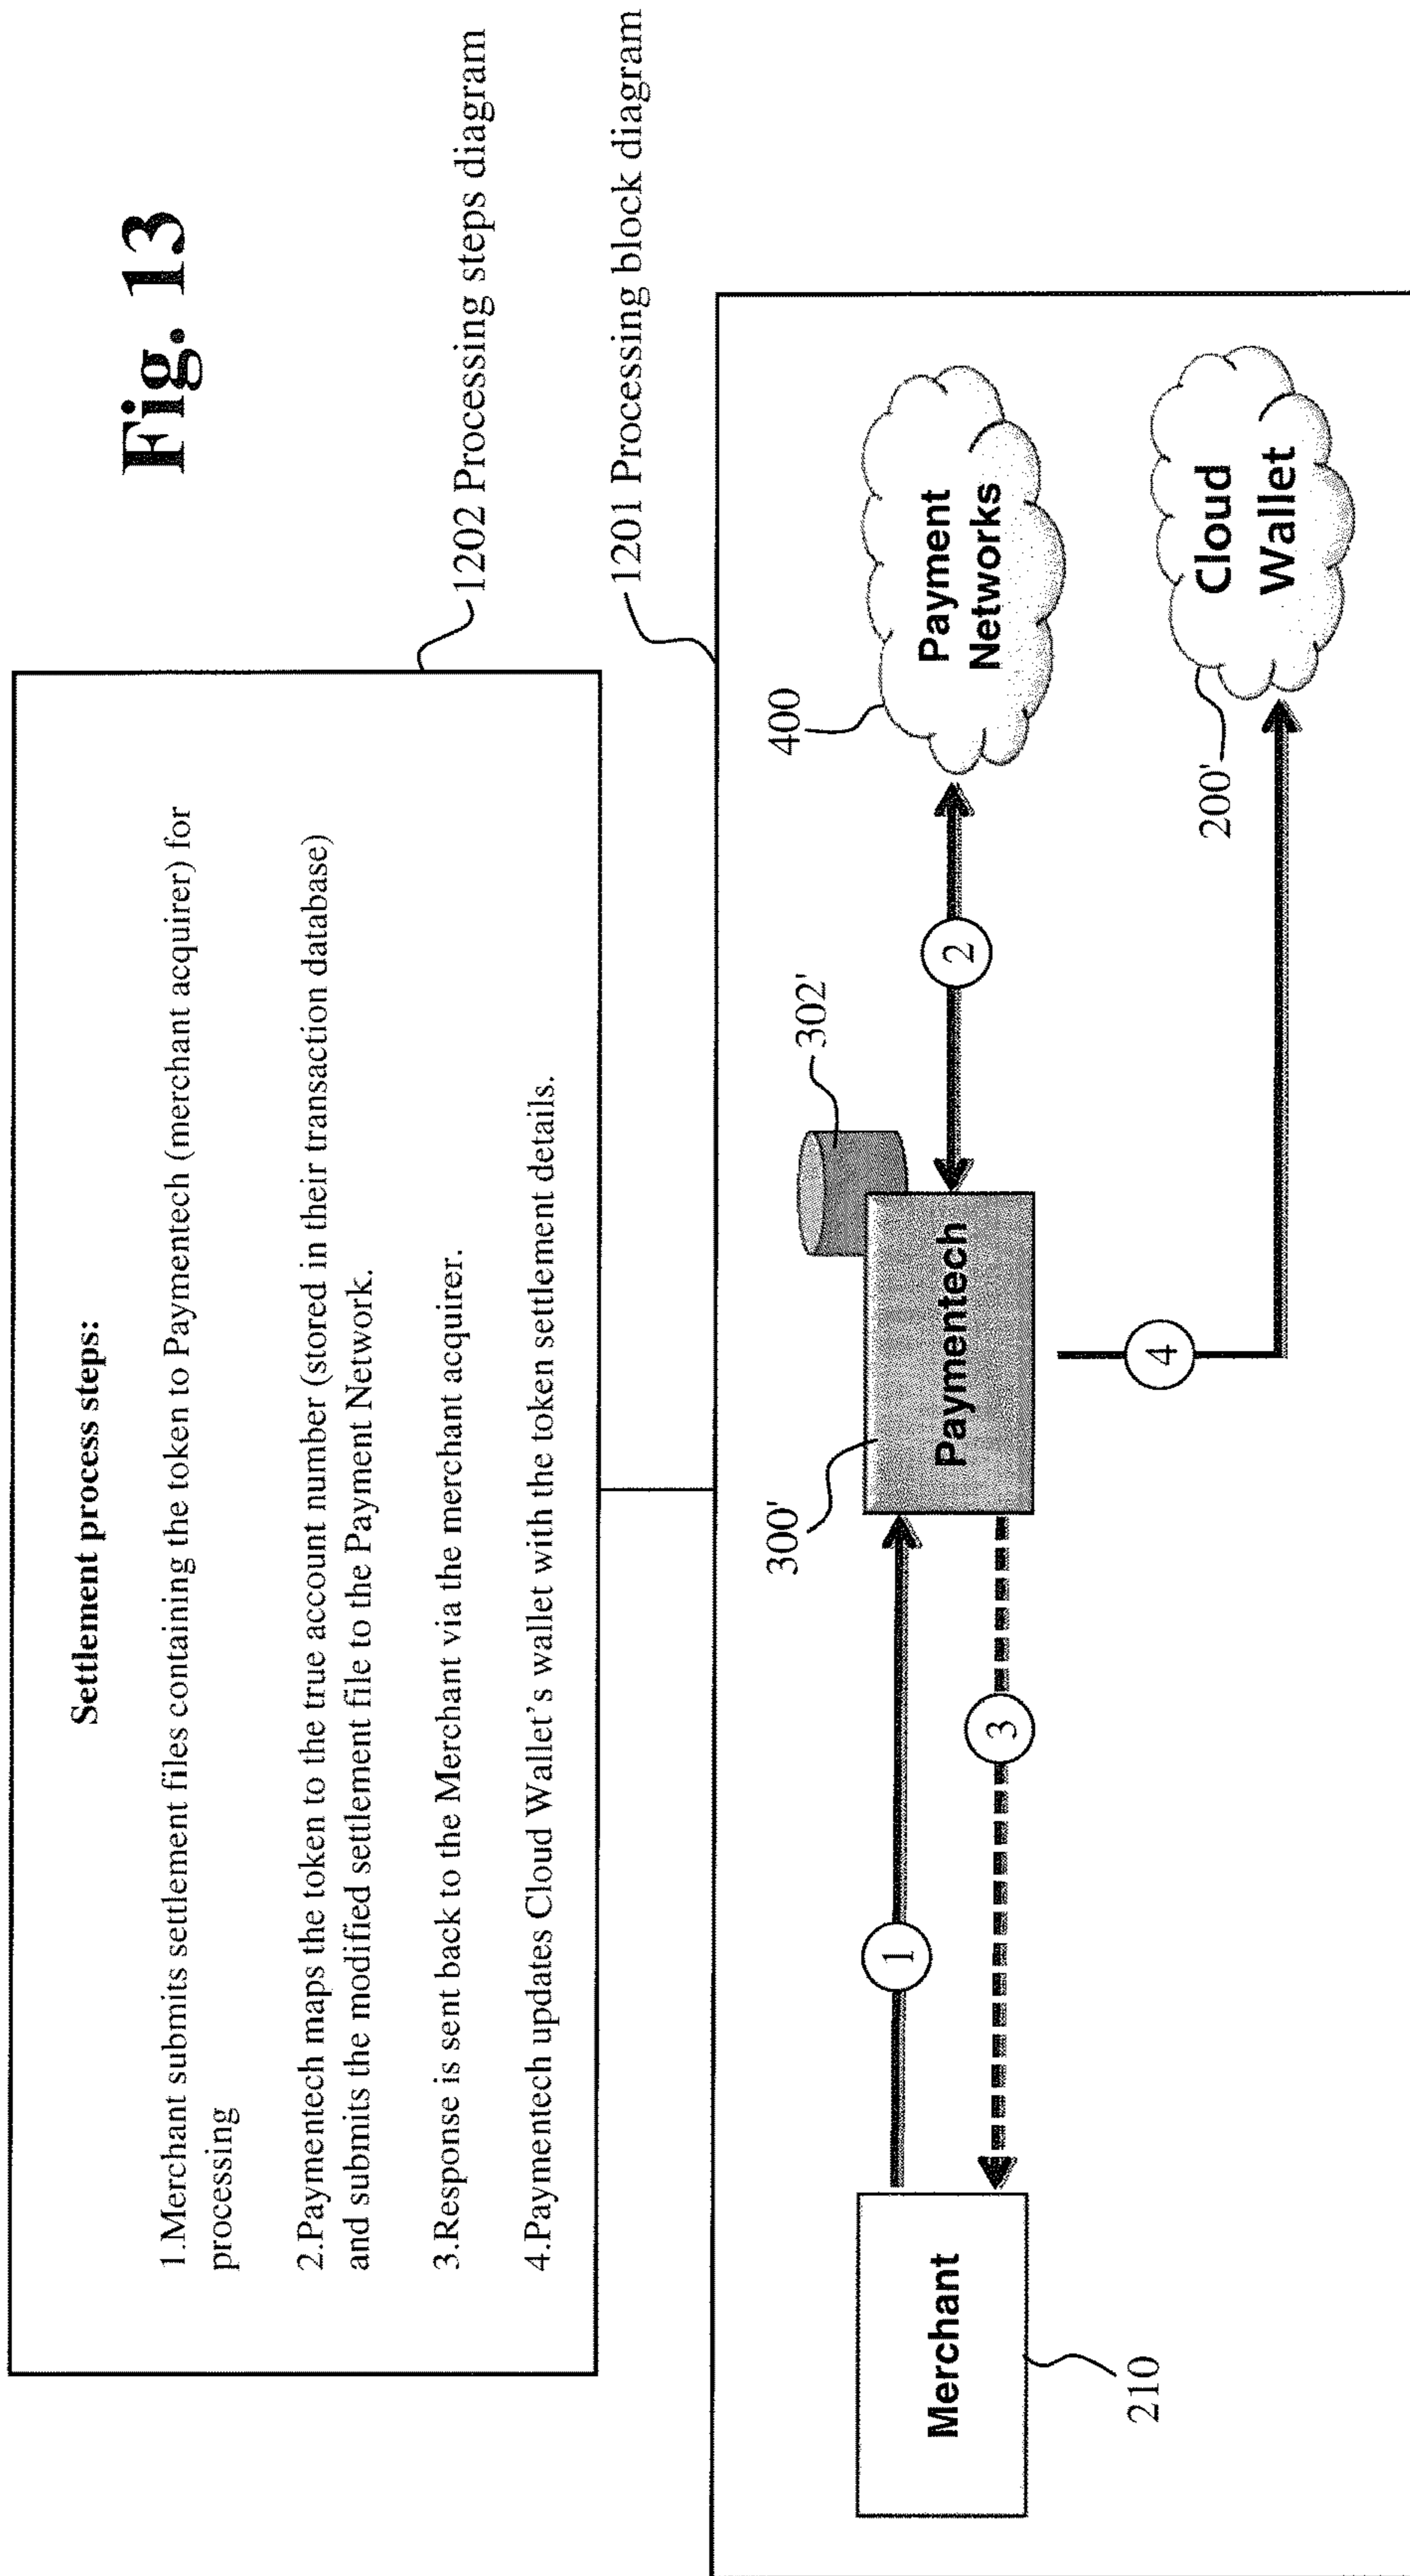 Fig. 13
Settlement process steps:
1.Merchant submits settlement files containing the token to Paymentech (merchant acquirer) for
processing
2.Paymentech maps the token to the true account number (stored in their transaction database)
and submits the modified settlement file to the Payment Network.
3.Response is sent back to the Merchant via the merchant acquirer.
4.Paymentech updates Cloud Wallet's wallet with the token settlement details.
1202 Processing steps diagram
1201 Processing block diagram
Merchant
210
1
3
300'
Paymentech
302'
2
4
400
Payment
Networks
200'
Cloud
Wallet